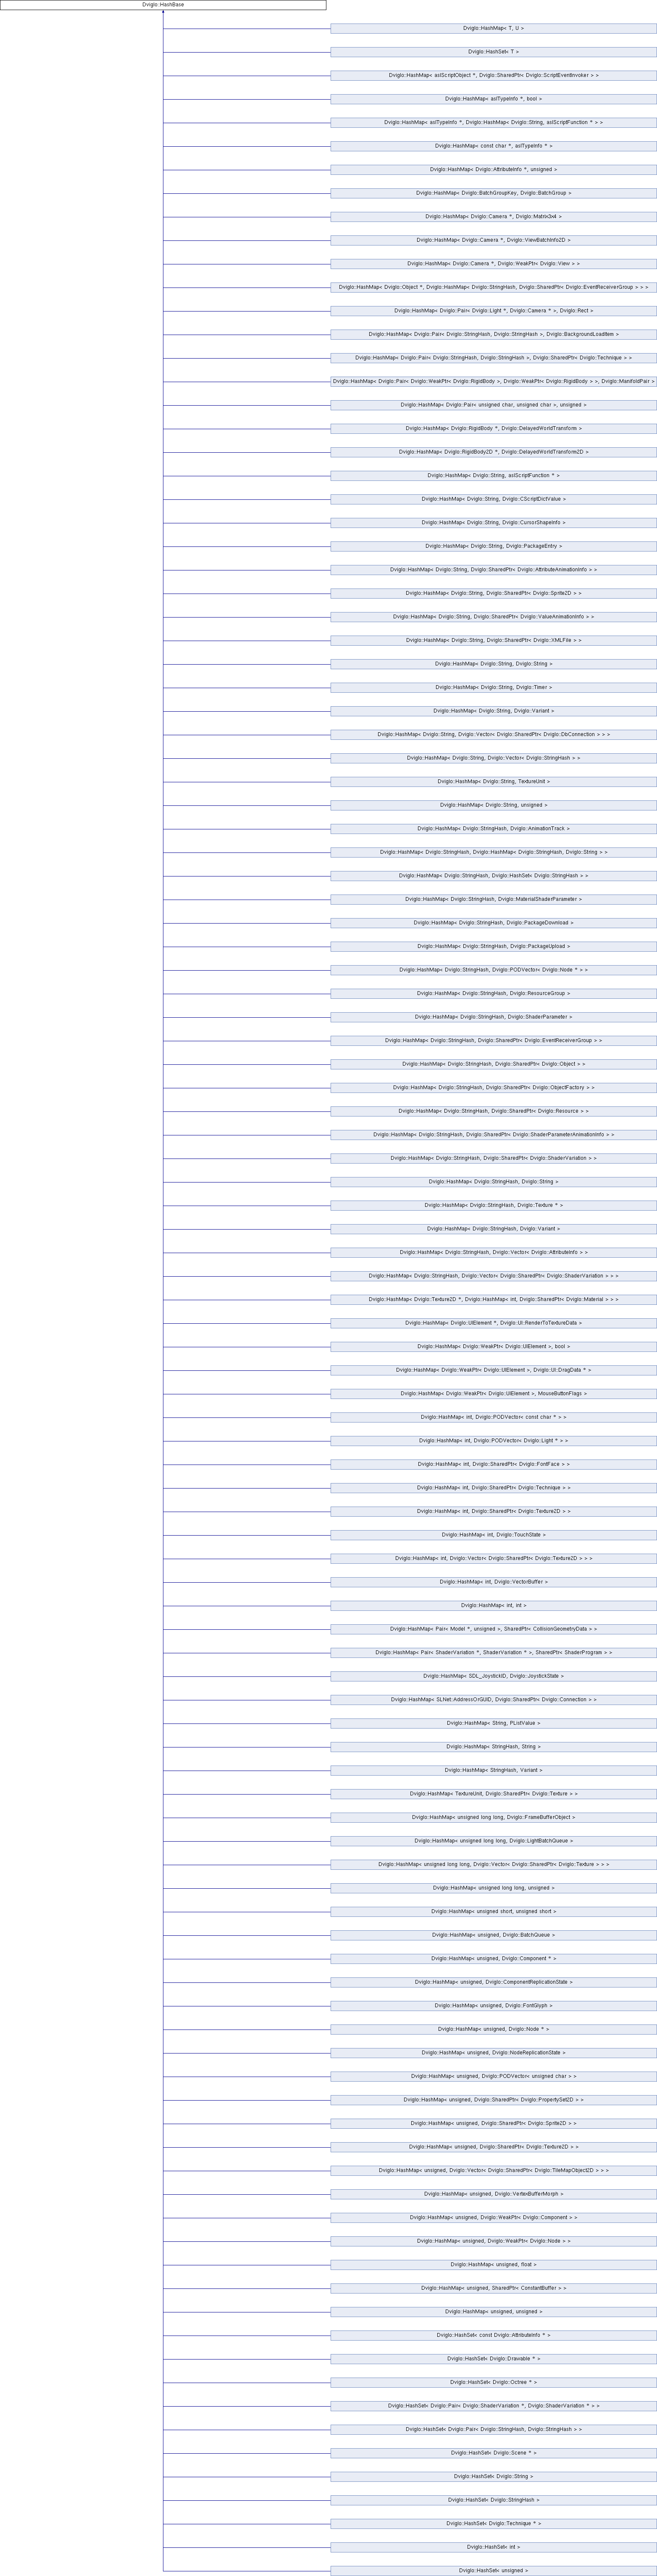 Dviglo::HashBase
Dviglo::HashMap< T, U >
Dviglo::HashSet< T >
Dviglo::HashMap< asIScriptObject *, Dviglo::SharedPtr< Dviglo::ScriptEventInvoker > >
Dviglo::HashMap< asITypeInfo *, bool >
Dviglo::HashMap< asITypeInfo *, Dviglo::HashMap< Dviglo::String, asIScriptFunction * > >
Dviglo::HashMap< const char *, asITypeInfo * >
Dviglo::HashMap< Dviglo::AttributeInfo *, unsigned >
Dviglo::HashMap< Dviglo::BatchGroupKey, Dviglo::BatchGroup >
Dviglo::HashMap< Dviglo::Camera *, Dviglo::Matrix3x4 >
Dviglo::HashMap< Dviglo::Camera *, Dviglo::ViewBatchInfo2D >
Dviglo::HashMap< Dviglo::Camera *, Dviglo::WeakPtr< Dviglo::View > >
Dviglo::HashMap< Dviglo::Object *, Dviglo::HashMap< Dviglo::StringHash, Dviglo::SharedPtr< Dviglo::EventReceiverGroup > > >
Dviglo::HashMap< Dviglo::Pair< Dviglo::Light *, Dviglo::Camera * >, Dviglo::Rect >
Dviglo::HashMap< Dviglo::Pair< Dviglo::StringHash, Dviglo::StringHash >, Dviglo::BackgroundLoadItem >
Dviglo::HashMap< Dviglo::Pair< Dviglo::StringHash, Dviglo::StringHash >, Dviglo::SharedPtr< Dviglo::Technique > >
Dviglo::HashMap< Dviglo::Pair< Dviglo::WeakPtr< Dviglo::RigidBody >, Dviglo::WeakPtr< Dviglo::RigidBody > >, Dviglo::ManifoldPair >
Dviglo::HashMap< Dviglo::Pair< unsigned char, unsigned char >, unsigned >
Dviglo::HashMap< Dviglo::RigidBody *, Dviglo::DelayedWorldTransform >
Dviglo::HashMap< Dviglo::RigidBody2D *, Dviglo::DelayedWorldTransform2D >
Dviglo::HashMap< Dviglo::String, asIScriptFunction * >
Dviglo::HashMap< Dviglo::String, Dviglo::CScriptDictValue >
Dviglo::HashMap< Dviglo::String, Dviglo::CursorShapeInfo >
Dviglo::HashMap< Dviglo::String, Dviglo::PackageEntry >
Dviglo::HashMap< Dviglo::String, Dviglo::SharedPtr< Dviglo::AttributeAnimationInfo > >
Dviglo::HashMap< Dviglo::String, Dviglo::SharedPtr< Dviglo::Sprite2D > >
Dviglo::HashMap< Dviglo::String, Dviglo::SharedPtr< Dviglo::ValueAnimationInfo > >
Dviglo::HashMap< Dviglo::String, Dviglo::SharedPtr< Dviglo::XMLFile > >
Dviglo::HashMap< Dviglo::String, Dviglo::String >
Dviglo::HashMap< Dviglo::String, Dviglo::Timer >
Dviglo::HashMap< Dviglo::String, Dviglo::Variant >
Dviglo::HashMap< Dviglo::String, Dviglo::Vector< Dviglo::SharedPtr< Dviglo::DbConnection > > >
Dviglo::HashMap< Dviglo::String, Dviglo::Vector< Dviglo::StringHash > >
Dviglo::HashMap< Dviglo::String, TextureUnit >
Dviglo::HashMap< Dviglo::String, unsigned >
Dviglo::HashMap< Dviglo::StringHash, Dviglo::AnimationTrack >
Dviglo::HashMap< Dviglo::StringHash, Dviglo::HashMap< Dviglo::StringHash, Dviglo::String > >
Dviglo::HashMap< Dviglo::StringHash, Dviglo::HashSet< Dviglo::StringHash > >
Dviglo::HashMap< Dviglo::StringHash, Dviglo::MaterialShaderParameter >
Dviglo::HashMap< Dviglo::StringHash, Dviglo::PackageDownload >
Dviglo::HashMap< Dviglo::StringHash, Dviglo::PackageUpload >
Dviglo::HashMap< Dviglo::StringHash, Dviglo::PODVector< Dviglo::Node * > >
Dviglo::HashMap< Dviglo::StringHash, Dviglo::ResourceGroup >
Dviglo::HashMap< Dviglo::StringHash, Dviglo::ShaderParameter >
Dviglo::HashMap< Dviglo::StringHash, Dviglo::SharedPtr< Dviglo::EventReceiverGroup > >
Dviglo::HashMap< Dviglo::StringHash, Dviglo::SharedPtr< Dviglo::Object > >
Dviglo::HashMap< Dviglo::StringHash, Dviglo::SharedPtr< Dviglo::ObjectFactory > >
Dviglo::HashMap< Dviglo::StringHash, Dviglo::SharedPtr< Dviglo::Resource > >
Dviglo::HashMap< Dviglo::StringHash, Dviglo::SharedPtr< Dviglo::ShaderParameterAnimationInfo > >
Dviglo::HashMap< Dviglo::StringHash, Dviglo::SharedPtr< Dviglo::ShaderVariation > >
Dviglo::HashMap< Dviglo::StringHash, Dviglo::String >
Dviglo::HashMap< Dviglo::StringHash, Dviglo::Texture * >
Dviglo::HashMap< Dviglo::StringHash, Dviglo::Variant >
Dviglo::HashMap< Dviglo::StringHash, Dviglo::Vector< Dviglo::AttributeInfo > >
Dviglo::HashMap< Dviglo::StringHash, Dviglo::Vector< Dviglo::SharedPtr< Dviglo::ShaderVariation > > >
Dviglo::HashMap< Dviglo::Texture2D *, Dviglo::HashMap< int, Dviglo::SharedPtr< Dviglo::Material > > >
Dviglo::HashMap< Dviglo::UIElement *, Dviglo::UI::RenderToTextureData >
Dviglo::HashMap< Dviglo::WeakPtr< Dviglo::UIElement >, bool >
Dviglo::HashMap< Dviglo::WeakPtr< Dviglo::UIElement >, Dviglo::UI::DragData * >
Dviglo::HashMap< Dviglo::WeakPtr< Dviglo::UIElement >, MouseButtonFlags >
Dviglo::HashMap< int, Dviglo::PODVector< const char * > >
Dviglo::HashMap< int, Dviglo::PODVector< Dviglo::Light * > >
Dviglo::HashMap< int, Dviglo::SharedPtr< Dviglo::FontFace > >
Dviglo::HashMap< int, Dviglo::SharedPtr< Dviglo::Technique > >
Dviglo::HashMap< int, Dviglo::SharedPtr< Dviglo::Texture2D > >
Dviglo::HashMap< int, Dviglo::TouchState >
Dviglo::HashMap< int, Dviglo::Vector< Dviglo::SharedPtr< Dviglo::Texture2D > > >
Dviglo::HashMap< int, Dviglo::VectorBuffer >
Dviglo::HashMap< int, int >
Dviglo::HashMap< Pair< Model *, unsigned >, SharedPtr< CollisionGeometryData > >
Dviglo::HashMap< Pair< ShaderVariation *, ShaderVariation * >, SharedPtr< ShaderProgram > >
Dviglo::HashMap< SDL_JoystickID, Dviglo::JoystickState >
Dviglo::HashMap< SLNet::AddressOrGUID, Dviglo::SharedPtr< Dviglo::Connection > >
Dviglo::HashMap< String, PListValue >
Dviglo::HashMap< StringHash, String >
Dviglo::HashMap< StringHash, Variant >
Dviglo::HashMap< TextureUnit, Dviglo::SharedPtr< Dviglo::Texture > >
Dviglo::HashMap< unsigned long long, Dviglo::FrameBufferObject >
Dviglo::HashMap< unsigned long long, Dviglo::LightBatchQueue >
Dviglo::HashMap< unsigned long long, Dviglo::Vector< Dviglo::SharedPtr< Dviglo::Texture > > >
Dviglo::HashMap< unsigned long long, unsigned >
Dviglo::HashMap< unsigned short, unsigned short >
Dviglo::HashMap< unsigned, Dviglo::BatchQueue >
Dviglo::HashMap< unsigned, Dviglo::Component * >
Dviglo::HashMap< unsigned, Dviglo::ComponentReplicationState >
Dviglo::HashMap< unsigned, Dviglo::FontGlyph >
Dviglo::HashMap< unsigned, Dviglo::Node * >
Dviglo::HashMap< unsigned, Dviglo::NodeReplicationState >
Dviglo::HashMap< unsigned, Dviglo::PODVector< unsigned char > >
Dviglo::HashMap< unsigned, Dviglo::SharedPtr< Dviglo::PropertySet2D > >
Dviglo::HashMap< unsigned, Dviglo::SharedPtr< Dviglo::Sprite2D > >
Dviglo::HashMap< unsigned, Dviglo::SharedPtr< Dviglo::Texture2D > >
Dviglo::HashMap< unsigned, Dviglo::Vector< Dviglo::SharedPtr< Dviglo::TileMapObject2D > > >
Dviglo::HashMap< unsigned, Dviglo::VertexBufferMorph >
Dviglo::HashMap< unsigned, Dviglo::WeakPtr< Dviglo::Component > >
Dviglo::HashMap< unsigned, Dviglo::WeakPtr< Dviglo::Node > >
Dviglo::HashMap< unsigned, float >
Dviglo::HashMap< unsigned, SharedPtr< ConstantBuffer > >
Dviglo::HashMap< unsigned, unsigned >
Dviglo::HashSet< const Dviglo::AttributeInfo * >
Dviglo::HashSet< Dviglo::Drawable * >
Dviglo::HashSet< Dviglo::Octree * >
Dviglo::HashSet< Dviglo::Pair< Dviglo::ShaderVariation *, Dviglo::ShaderVariation * > >
Dviglo::HashSet< Dviglo::Pair< Dviglo::StringHash, Dviglo::StringHash > >
Dviglo::HashSet< Dviglo::Scene * >
Dviglo::HashSet< Dviglo::String >
Dviglo::HashSet< Dviglo::StringHash >
Dviglo::HashSet< Dviglo::Technique * >
Dviglo::HashSet< int >
Dviglo::HashSet< unsigned >